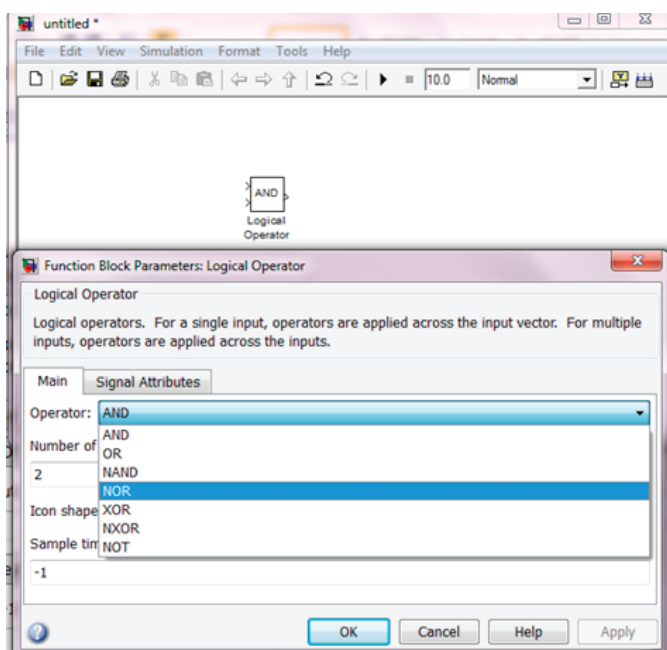 untitled *
File Edit View Simulation Format Tools Help
10.0 Normal
AND
Logical
Operator
Function Block Parameters: Logical Operator
Logical Operator
Logical operators. For a single input, operators are applied across the input vector. For multiple
inputs, operators are applied across the inputs.
Main Signal Attributes
Operator: AND
AND
Number of
OR
2 NAND
NOR
Icon shape XOR
NXOR
Sample tim NOT
-1
OK Cancel Help Apply